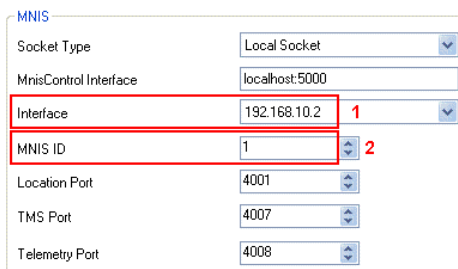 MNIS
Socket Type Local Socket
MnisControl Interface localhost:5000
Interface 192.168.10.2 1
MNIS ID 1 2
Location Port 4001
TMS Port 4007
Telemetry Port 4008